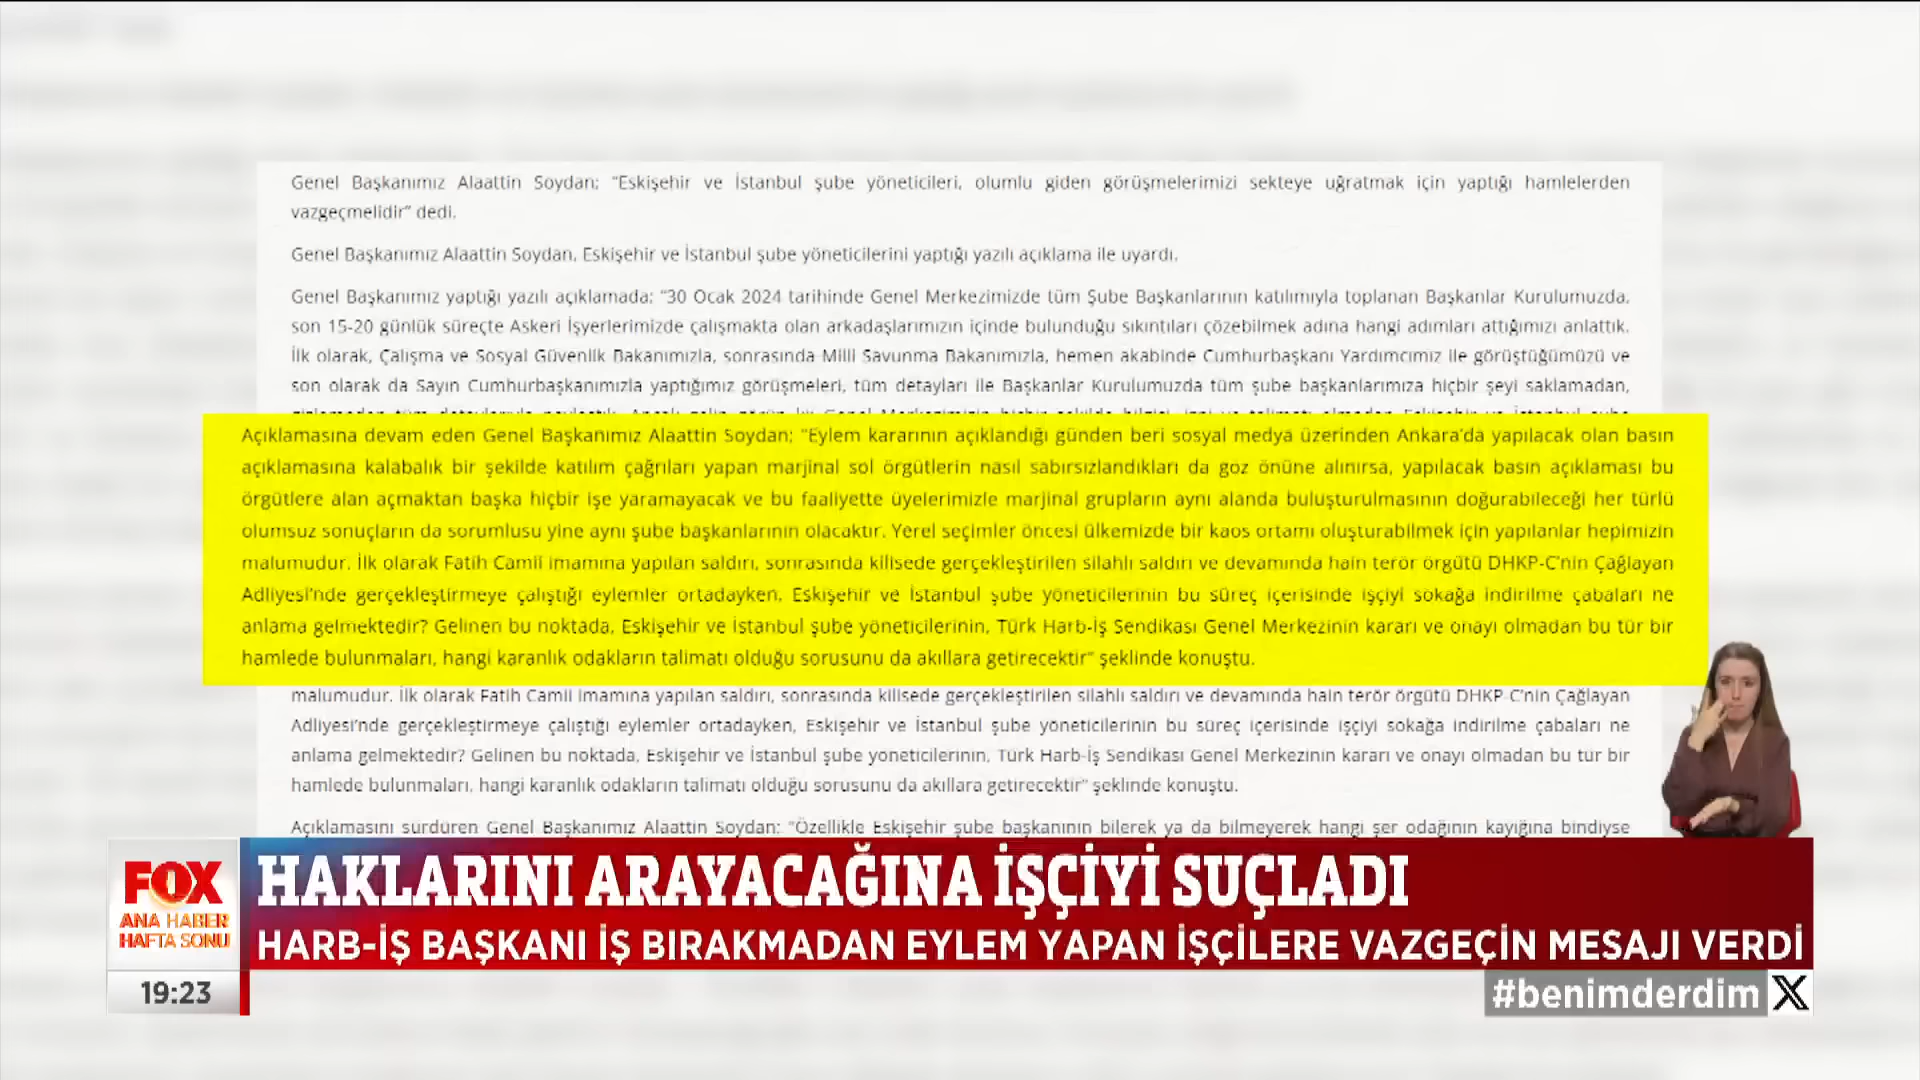 Genel Başkanımız Alaattin Soydan; “Eskişehir ve İstanbul şube yöneticileri, olumlu giden görüşmelerimizi sekteye uğratmak için yaptığı hamlelerden
vazgeçmelidir” dedi.
Genel Başkanımız Alaattin Soydan, Eskişehir ve İstanbul şube yöneticilerini yaptığı yazılı açıklama ile uyardı.
Genel Başkanımız yaptığı yazılı açıklamada; “30 Ocak 2024 tarihinde Genel Merkezimizde tüm Şube Başkanlarının katılımıyla toplanan Başkanlar Kurulumuzda,
son 15-20 günlük süreçte Askeri İşyerlerimizde çalışmakta olan arkadaşlarımızın içinde bulunduğu sıkıntıları çözebilmek adına hangi adımları attığımızı anlattık.
İlk olarak, Çalışma ve Sosyal Güvenlik Bakanımızla, sonrasında Milli Savunma Bakanımızla, hemen akabinde Cumhurbaşkanı Yardımcımız ile görüştüğümüzü ve
son olarak da Sayın Cumhurbaşkanımızla yaptığımız görüşmeleri, tüm detayları ile Başkanlar Kurulumuzda tüm şube başkanlarımıza hiçbir şeyi saklamadan,
Açıklamasına devam eden Genel Başkanımız Alaattin Soydan; “Eylem kararının açıklandığı günden beri sosyal medya üzerinden Ankara’da yapılacak olan basın
açıklamasına kalabalık bir şekilde katılım çağrıları yapan marjinal sol örgütlerin nasıl sabırsızlandıkları da göz önüne alınırsa, yapılacak basın açıklaması bu
örgütlere alan açmaktan başka hiçbir işe yaramayacak ve bu faaliyette üyelerimizle marjinal grupların aynı alanda buluşturulmasının doğurabileceği her türlü
olumsuz sonuçların da sorumlusu yine aynı şube başkanlarının olacaktır. Yerel seçimler öncesi ülkemizde bir kaos ortamı oluşturabilmek için yapılanlar hepimizin
malumudur. İlk olarak Fatih Camii imamına yapılan saldırı, sonrasında kilisede gerçekleştirilen silahlı saldırı ve devamında hain terör örgütü DHKP-C’nin Çağlayan
Adliyesi’nde gerçekleştirmeye çalıştığı eylemler ortadayken, Eskişehir ve İstanbul şube yöneticilerinin bu süreç içerisinde işçiyi sokağa indirilme çabaları ne
anlama gelmektedir? Gelinen bu noktada, Eskişehir ve İstanbul şube yöneticilerinin, Türk Harb-İş Sendikası Genel Merkezinin kararı ve onayı olmadan bu tür bir
hamlede bulunmaları, hangi karanlık odakların talimatı olduğu sorusunu da akıllara getirecektir” şeklinde konuştu.
malumudur. İlk olarak Fatih Camii imamına yapılan saldırı, sonrasında kilisede gerçekleştirilen silahlı saldırı ve devamında hain terör örgütü DHKP-C’nin Çağlayan
Adliyesi’nde gerçekleştirmeye çalıştığı eylemler ortadayken, Eskişehir ve İstanbul şube yöneticilerinin bu süreç içerisinde işçiyi sokağa indirilme çabaları ne
anlama gelmektedir? Gelinen bu noktada, Eskişehir ve İstanbul şube yöneticilerinin, Türk Harb-İş Sendikası Genel Merkezinin kararı ve onayı olmadan bu tür bir
hamlede bulunmaları, hangi karanlık odakların talimatı olduğu sorusunu da akıllara getirecektir” şeklinde konuştu.
Açıklamasını sürdüren Genel Başkanımız Alaattin Soydan; “Özellikle Eskişehir şube başkanının bilerek ya da bilmeyerek hangi şer odağının kayığına bindiyse
FOX
ANA HABER
HAFTA SONU
19:23
HAKLARINI ARAYACAĞINA İŞÇİYİ SUÇLADI
HARB-İŞ BAŞKANI İŞ BIRAKMADAN EYLEM YAPAN İŞÇİLERE VAZGEÇİN MESAJI VERDİ
#benimderdim X